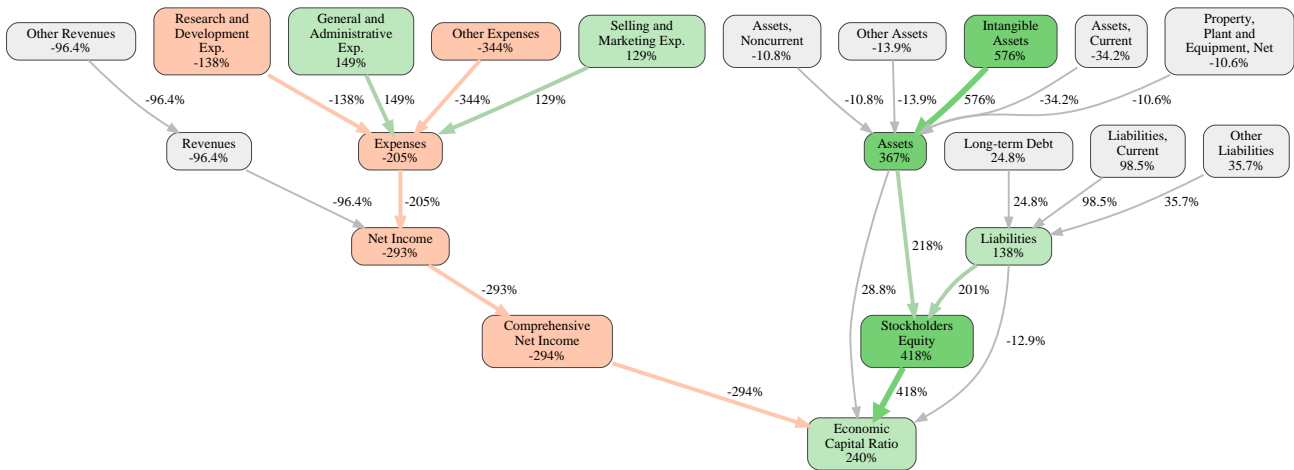 Other Revenues
-96.4%
Research and
Development
Exp.
-138%
General and
Administrative
Exp.
149%
Other Expenses
-344%
Selling and
Marketing Exp.
129%
Assets,
Noncurrent
-10.8%
Other Assets
-13.9%
Intangible
Assets
576%
Assets,
Current
-34.2%
Property,
Plant and
Equipment, Net
-10.6%
-96.4%
-138%
149%
-344%
129%
-10.8%
-13.9%
576%
-34.2%
-10.6%
Revenues
-96.4%
Expenses
-205%
Assets
367%
Long-term Debt
24.8%
Liabilities,
Current
98.5%
Other
Liabilities
35.7%
-96.4%
-205%
24.8%
98.5%
35.7%
Net Income
-293%
218%
Liabilities
138%
-293%
28.8%
201%
Comprehensive
Net Income
-294%
Stockholders
Equity
418%
-12.9%
-294%
418%
Economic
Capital Ratio
240%